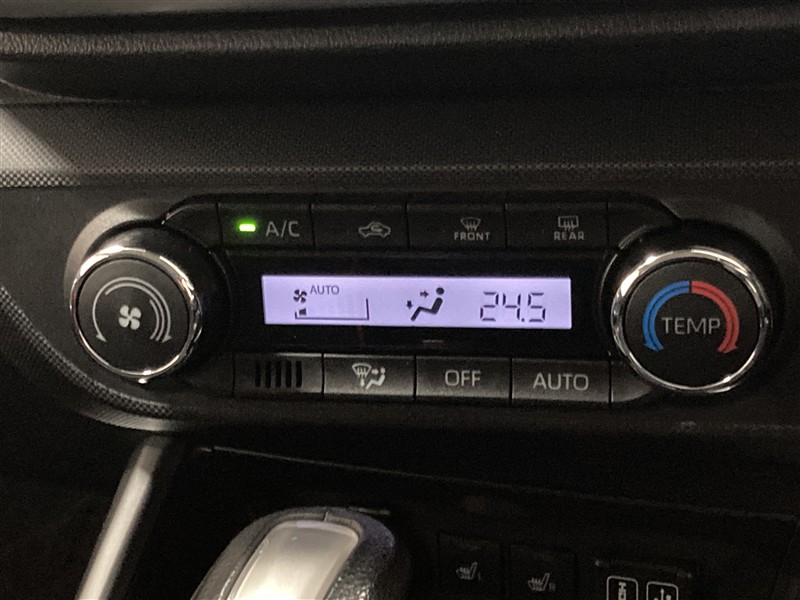 A/C
FRONT
REAR
AUTO
24.5
TEMP
OFF
AUTO
L
R